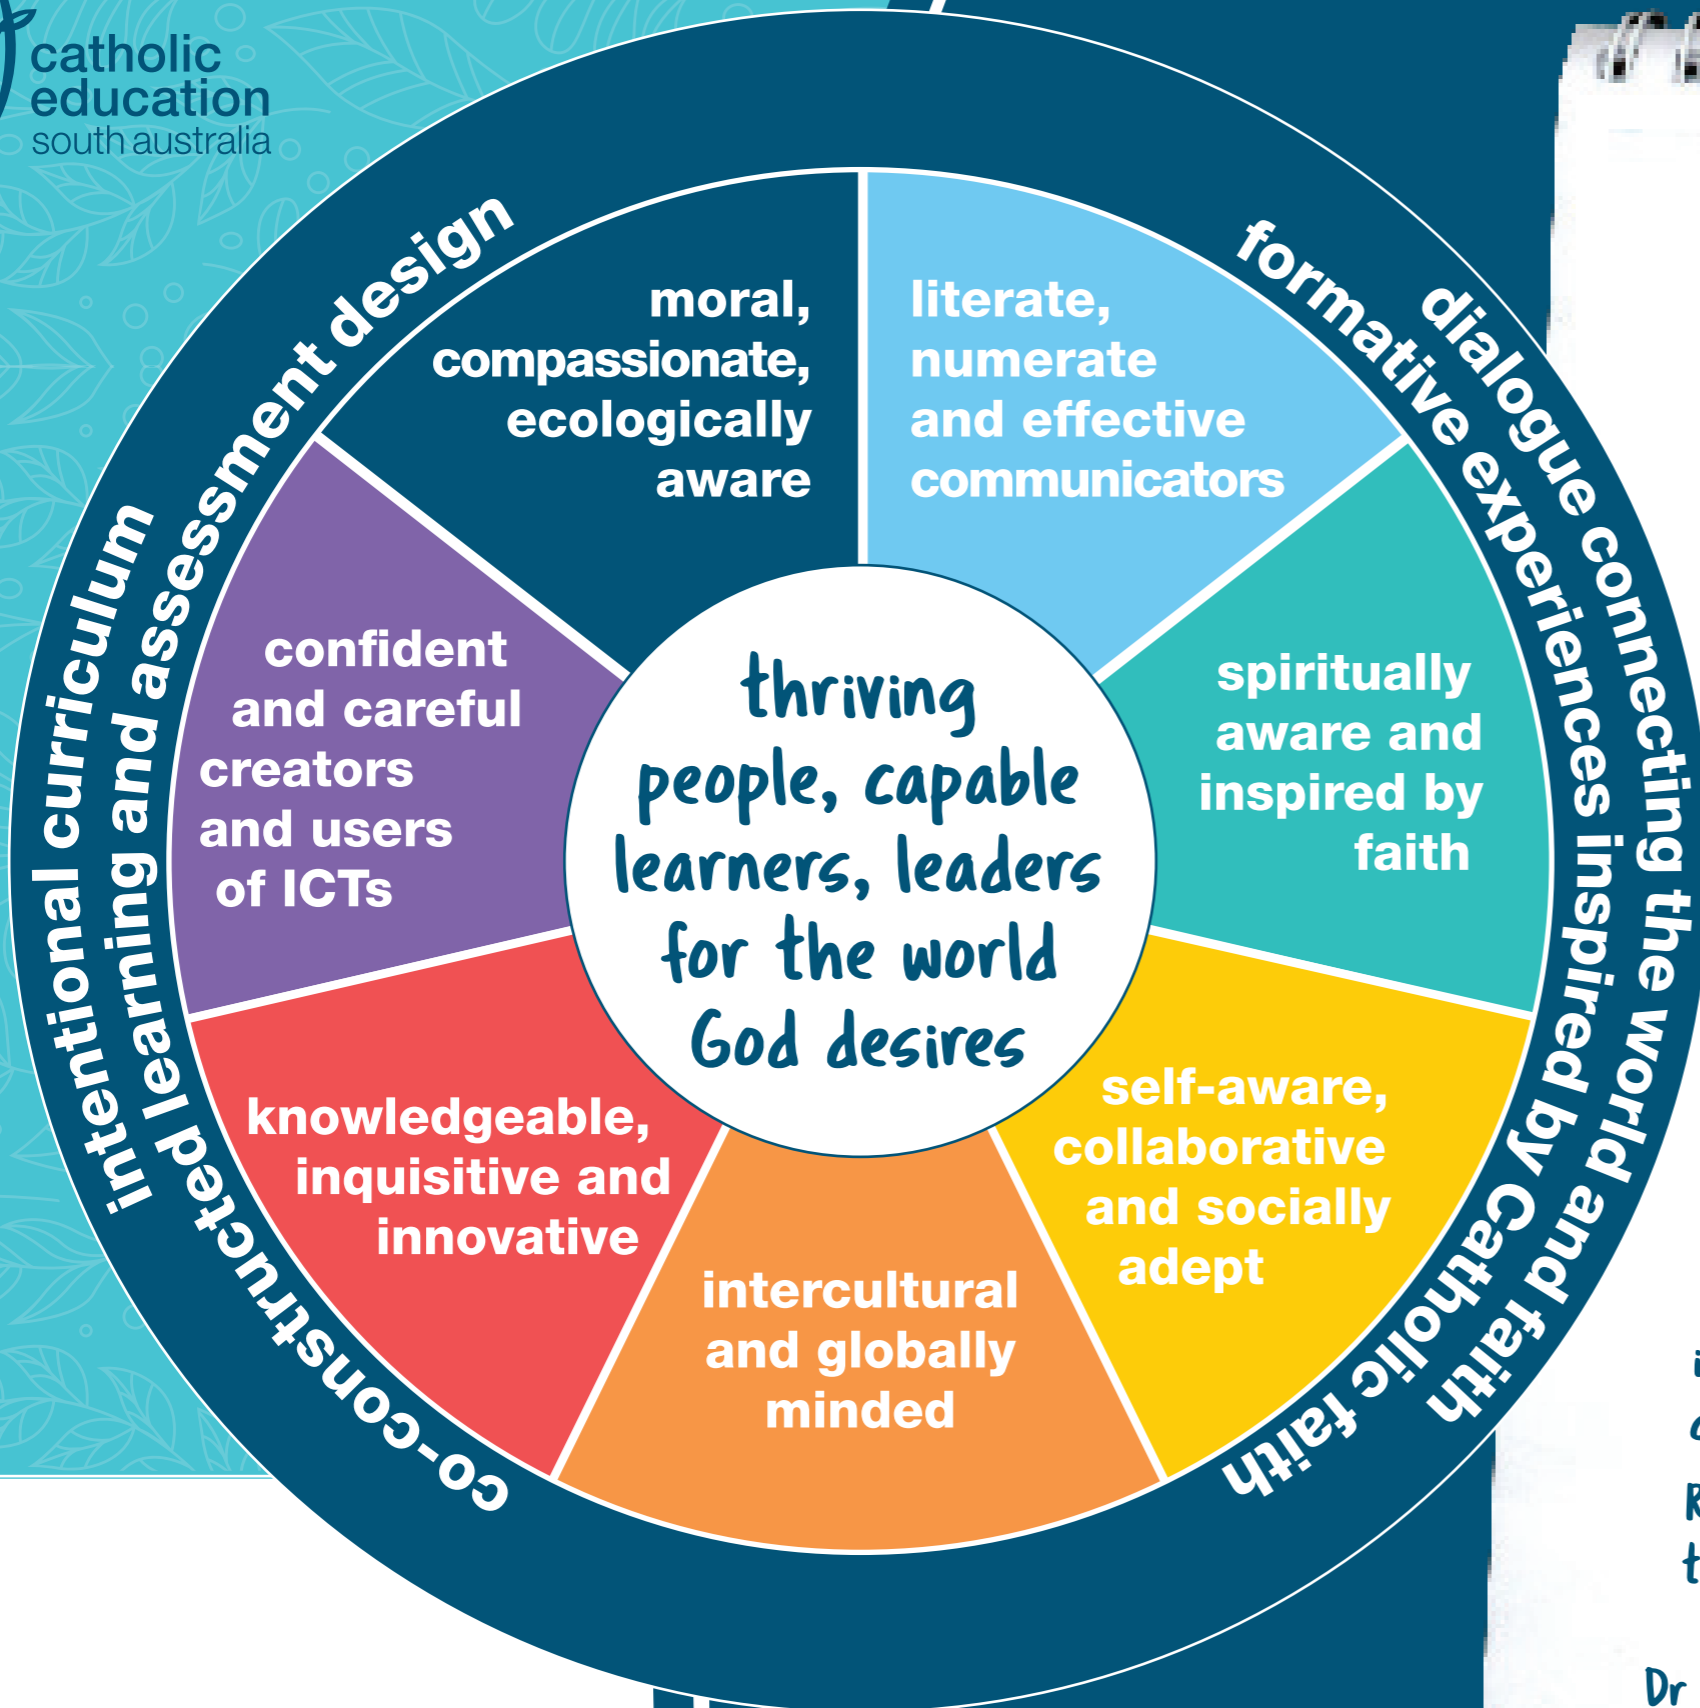 catholic
education
south australia
intentional curriculum
co-constructed learning and assessment design
dialogue connecting the world and faith
formative experiences inspired by Catholic faith
moral,
compassionate,
ecologically
aware
literate,
numerate
and effective
communicators
spiritually
aware and
inspired by
faith
self-aware,
collaborative
and socially
adept
intercultural
and globally
minded
knowledgeable,
inquisitive and
innovative
confident
and careful
creators
and users
of ICTs
thriving
people, capable
learners, leaders
for the world
God desires
Dr